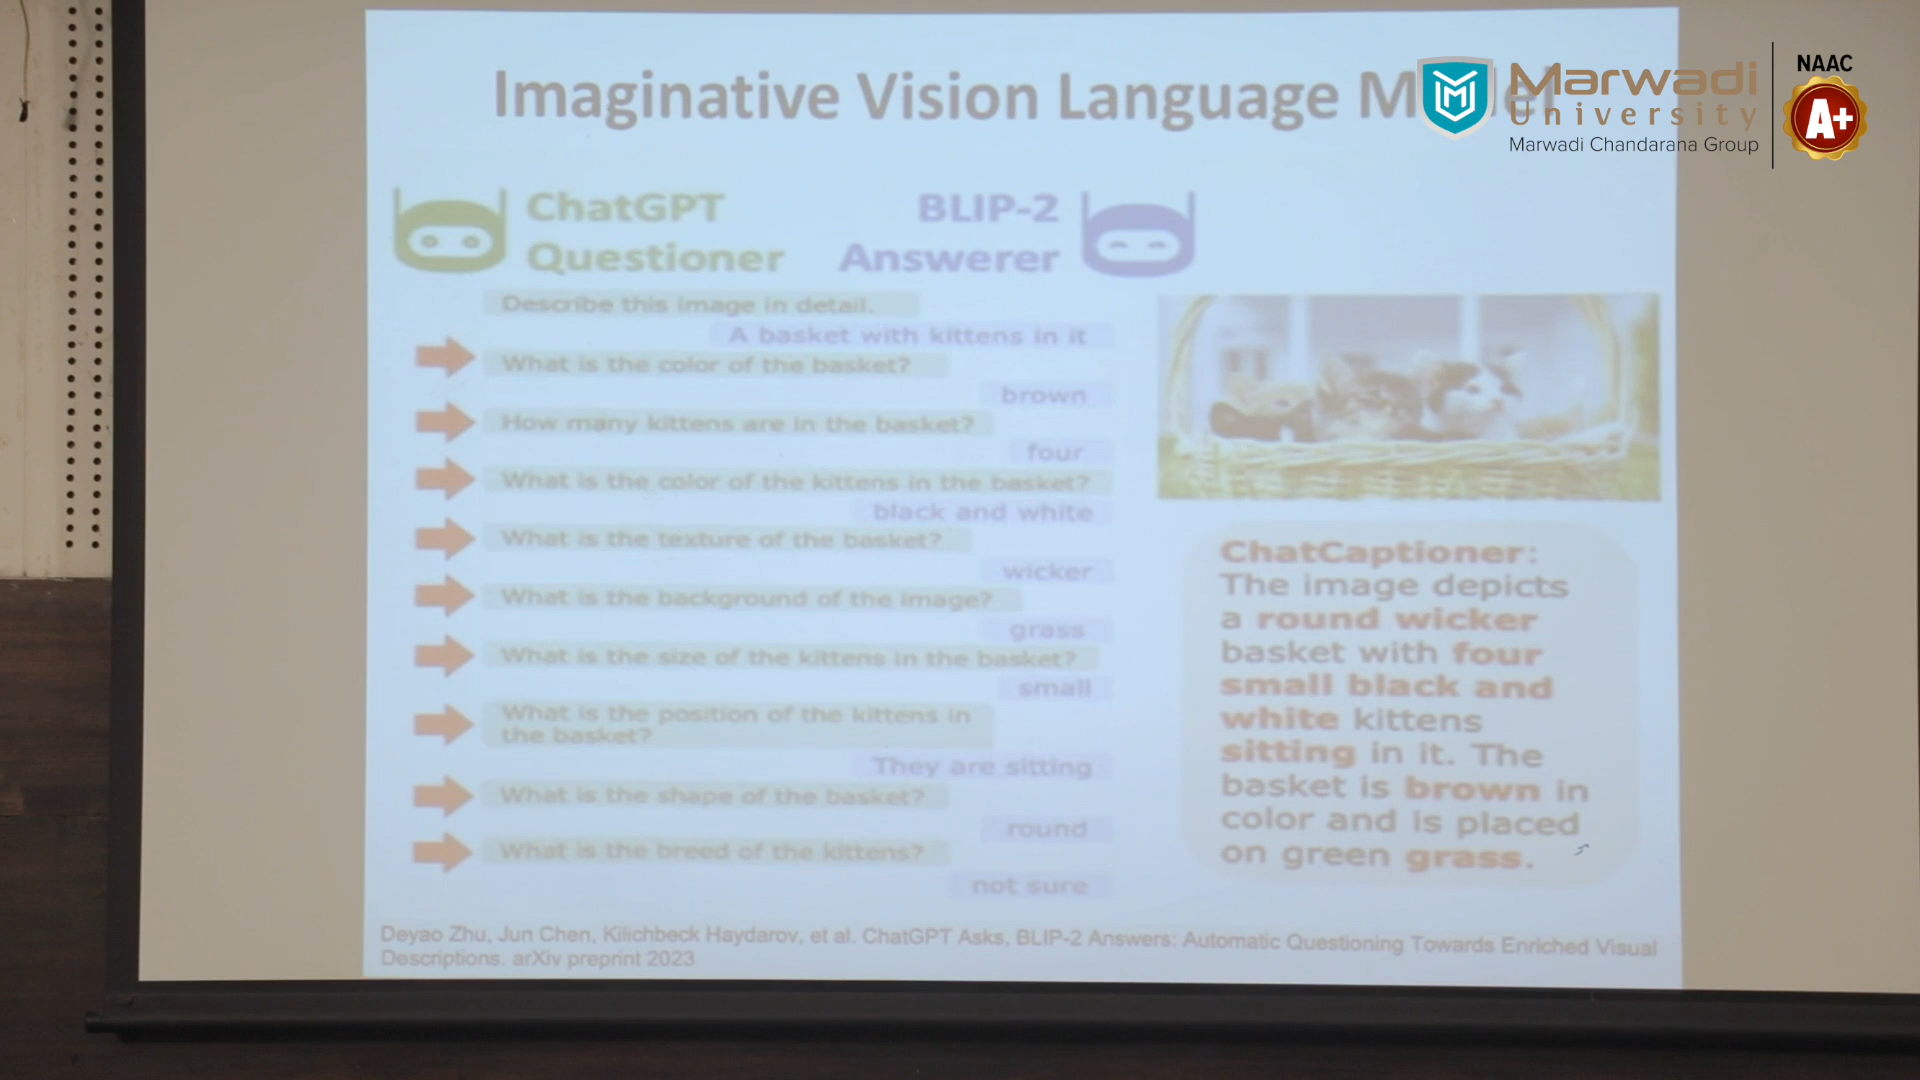 Imaginative Vision Language M
Marwadi
University
Marwadi Chandarana Group
NAAC
A+
ChatGPT
Questioner
BLIP-2
Answerer
Describe this image in detail.
A basket with kittens in it
What is the color of the basket?
brown
How many kittens are in the basket?
four
What is the color of the kittens in the basket?
black and white
What is the texture of the basket?
wicker
What is the background of the image?
grass
What is the size of the kittens in the basket?
small
What is the position of the kittens in
the basket?
They are sitting
What is the shape of the basket?
round
What is the breed of the kittens?
not sure
ChatCaptioner:
The image depicts
a round wicker
basket with four
small black and
white kittens
sitting in it. The
basket is brown in
color and is placed
on green grass.
Deyao Zhu, Jun Chen, Kilichbeck Haydarov, et al. ChatGPT Asks, BLIP-2 Answers: Automatic Questioning Towards Enriched Visual
Descriptions. arXiv preprint 2023